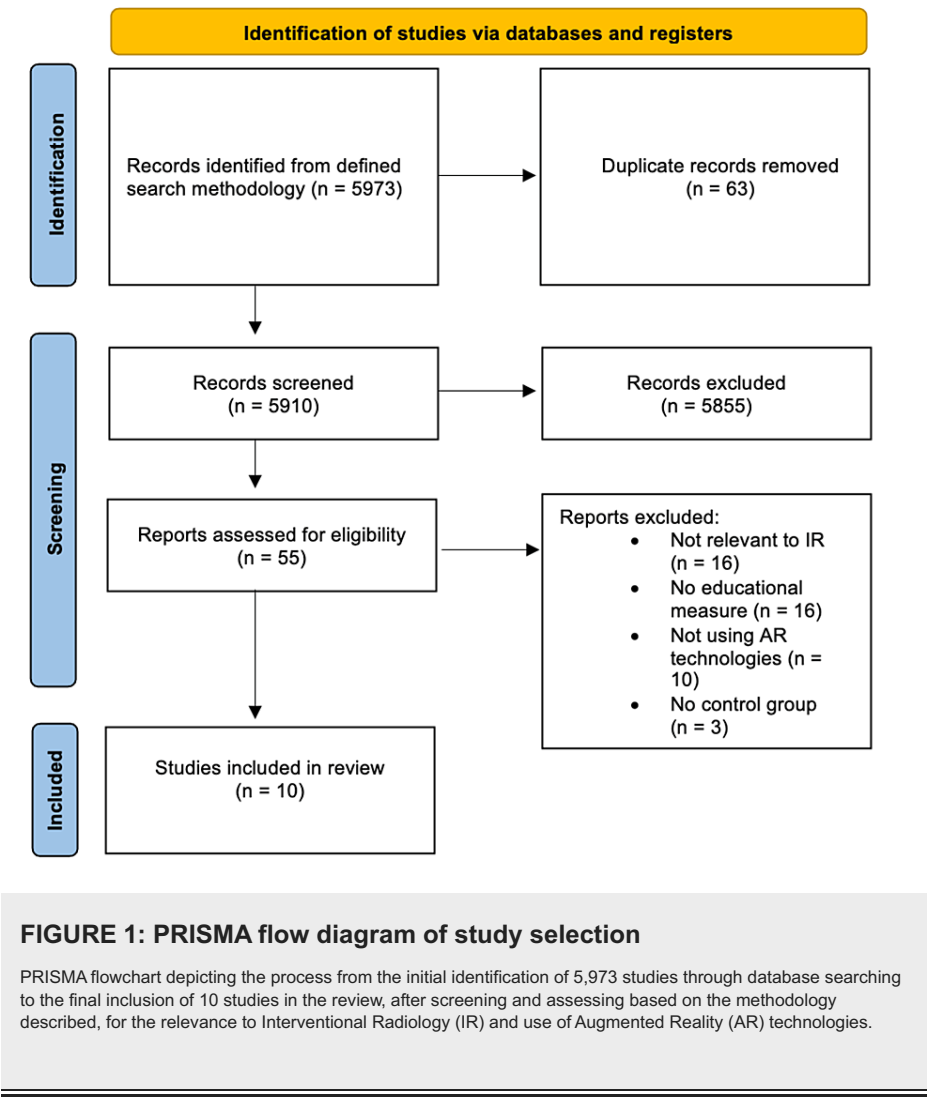 Identification of studies via databases and registers
Identification
Records identified from defined
search methodology (n = 5973)
Duplicate records removed
(n = 63)
Screening
Records screened
(n = 5910)
Records excluded
(n = 5855)
Reports assessed for eligibility
(n = 55)
Reports excluded:
• Not relevant to IR
(n = 16)
• No educational
measure (n = 16)
• Not using AR
technologies (n =
10)
• No control group
(n = 3)
Included
Studies included in review
(n = 10)
FIGURE 1: PRISMA flow diagram of study selection
PRISMA flowchart depicting the process from the initial identification of 5,973 studies through database searching
to the final inclusion of 10 studies in the review, after screening and assessing based on the methodology
described, for the relevance to Interventional Radiology (IR) and use of Augmented Reality (AR) technologies.